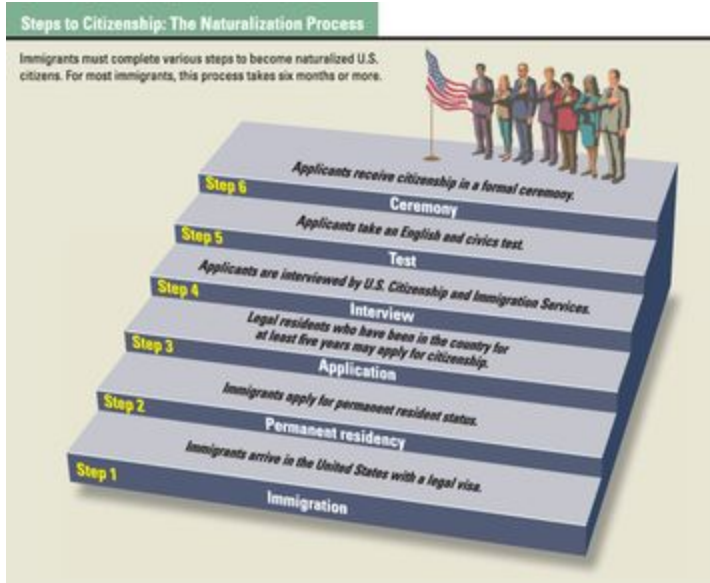 Steps to Citizenship: The Naturalization Process
Immigrants must complete various steps to become naturalized U.S.
citizens. For most immigrants, this process takes six months or more.
Applicants receive citizenship in a formal ceremony.
Step 6
Ceremony
Applicants take an English and civics test.
Step 5
Test
Applicants are interviewed by U.S. Citizenship and Immigration Services.
Step 4
Interview
Legal residents who have been in the country for
at least five years may apply for citizenship.
Step 3
Application
Immigrants apply for permanent resident status.
Step 2
Permanent residency
Immigrants arrive in the United States with a legal visa.
Step 1
Immigration